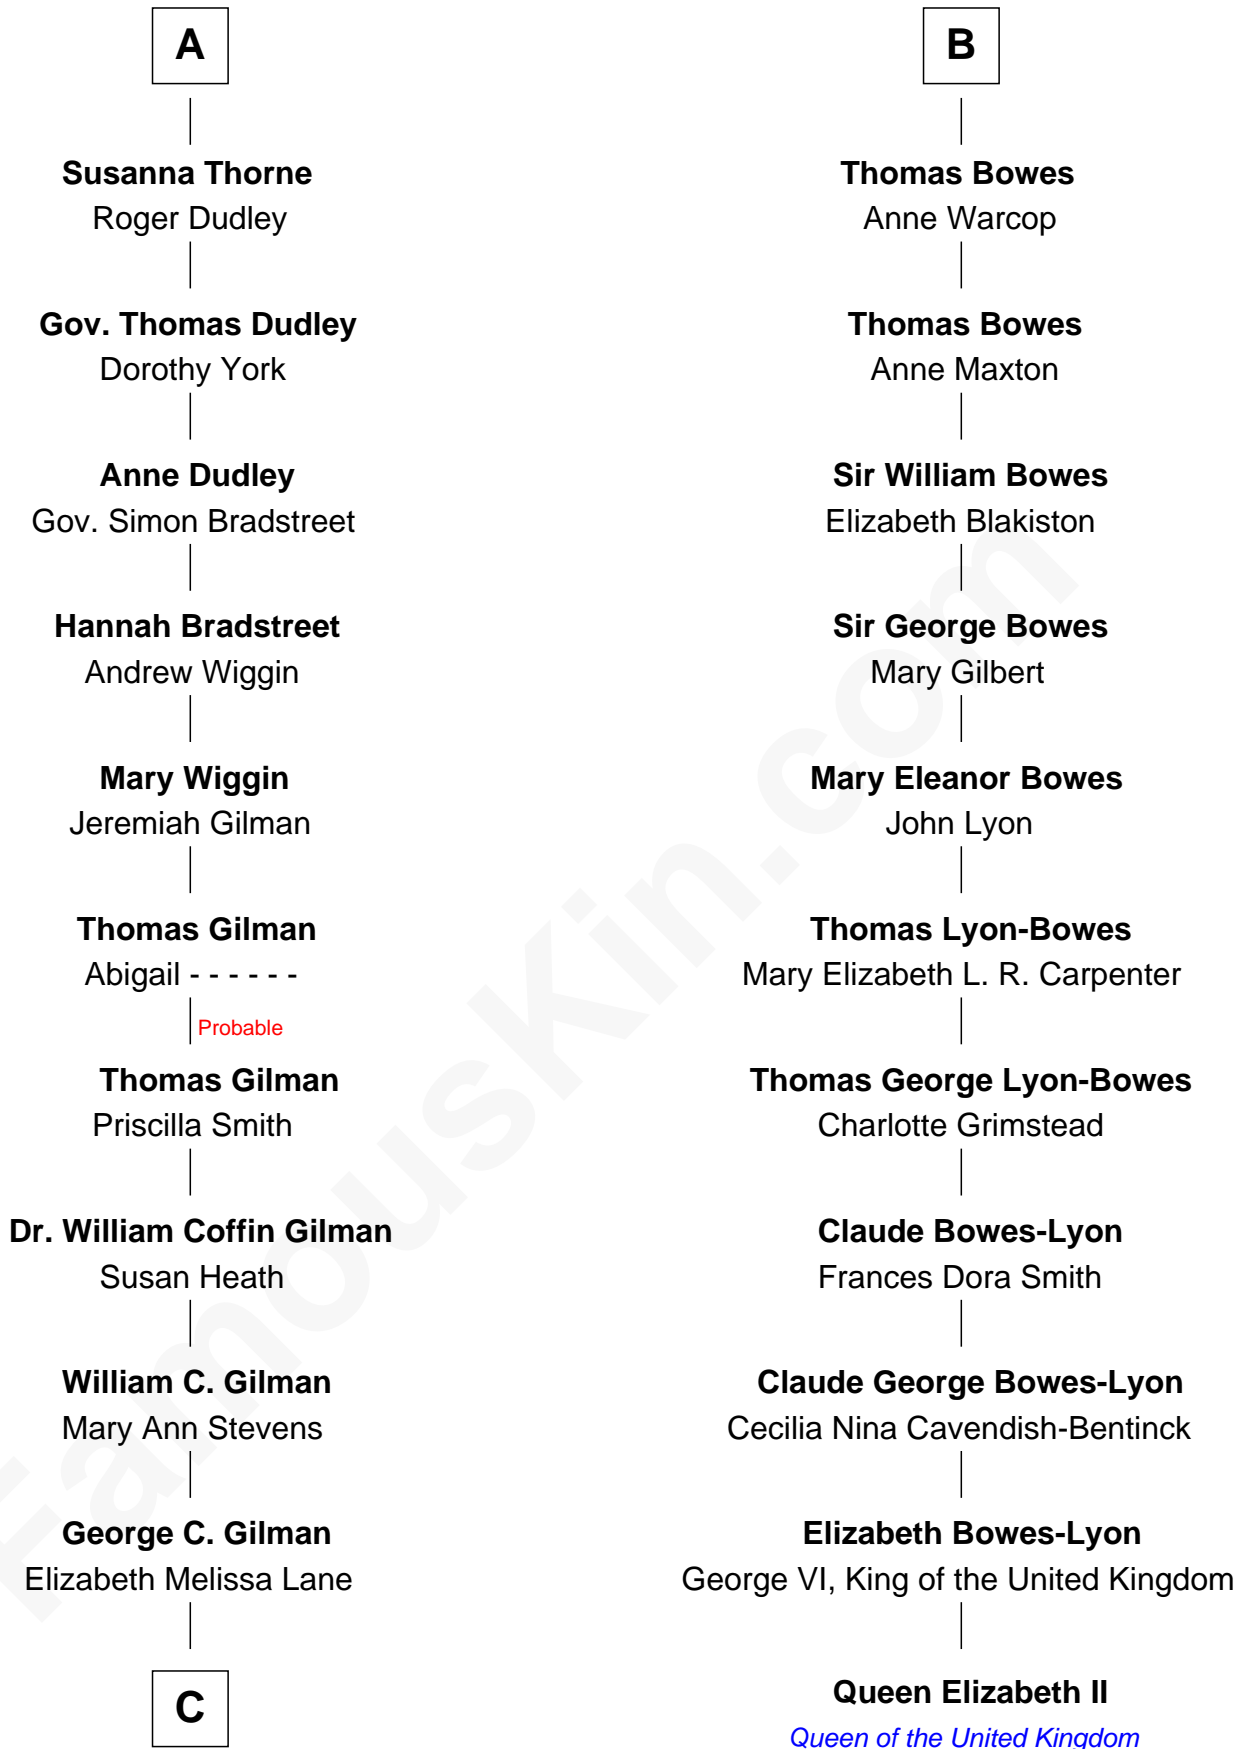 A
Susanna Thorne
Roger Dudley
Gov. Thomas Dudley
Dorothy York
Anne Dudley
Gov. Simon Bradstreet
Hannah Bradstreet
Andrew Wiggin
Mary Wiggin
Jeremiah Gilman
Thomas Gilman
Abigail - - - - - -
Probable
Thomas Gilman
Priscilla Smith
Dr. William Coffin Gilman
Susan Heath
William C. Gilman
Mary Ann Stevens
George C. Gilman
Elizabeth Melissa Lane
C
B
Thomas Bowes
Anne Warcop
Thomas Bowes
Anne Maxton
Sir William Bowes
Elizabeth Blakiston
Sir George Bowes
Mary Gilbert
Mary Eleanor Bowes
John Lyon
Thomas Lyon-Bowes
Mary Elizabeth L. R. Carpenter
Thomas George Lyon-Bowes
Charlotte Grimstead
Claude Bowes-Lyon
Frances Dora Smith
Claude George Bowes-Lyon
Cecilia Nina Cavendish-Bentinck
Elizabeth Bowes-Lyon
George VI, King of the United Kingdom
Queen Elizabeth II
Queen of the United Kingdom
FamousKin.com